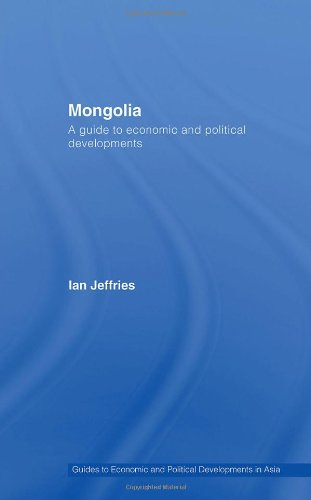 Mongolia
A guide to economic and political
developments
Ian Jeffries
Guides to Economic and Political Developments in Asia